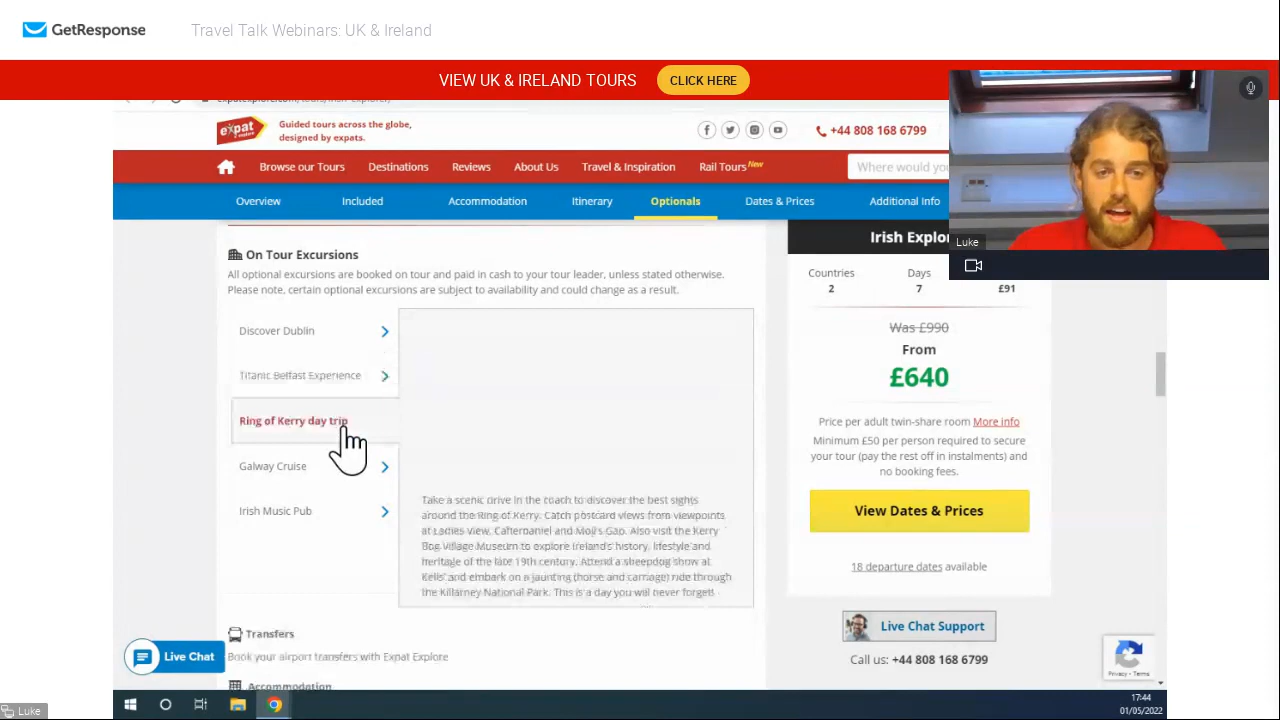 GetResponse
Travel Talk Webinars: UK & Ireland
VIEW UK & IRELAND TOURS
CLICK HERE
expat
explore
Guided tours across the globe,
designed by expats.
+44 808 168 6799
Browse our Tours
Destinations
Reviews
About Us
Travel & Inspiration
Rail Tours New
Where would you
Overview
Included
Accommodation
Itinerary
Optionals
Dates & Prices
Additional Info
Luke
On Tour Excursions
All optional excursions are booked on tour and paid in cash to your tour leader, unless stated otherwise.
Please note, certain optional excursions are subject to availability and could change as a result.
Discover Dublin
Titanic Belfast Experience
Ring of Kerry day trip
Galway Cruise
Irish Music Pub
Take a scenic drive in the coach to discover the best sights
around the Ring of Kerry. Catch postcard views from viewpoints
at Ladies view, and Moll's Gap. Also visit the Kerry
Bog Village Museum to explore Ireland's history, lifestyle and
heritage of the late 19th century. Attend a sheepdog show at
Kells and embark on a jaunting (horse and carriage) ride through
the Killarney National Park. This is a day you will never forget!
Transfers
Book your airport transfers with Expat Explore
Accommodation
Irish Explo
Countries
Days
2
7
£91
Was £990
From
£640
Price per adult twin-share room More info
Minimum £50 per person required to secure
your tour (pay the rest off in instalments) and
no booking fees.
View Dates & Prices
18 departure dates available
Live Chat Support
Call us: +44 808 168 6799
Live Chat
Privacy - Terms
17:44
01/05/2022
Luke